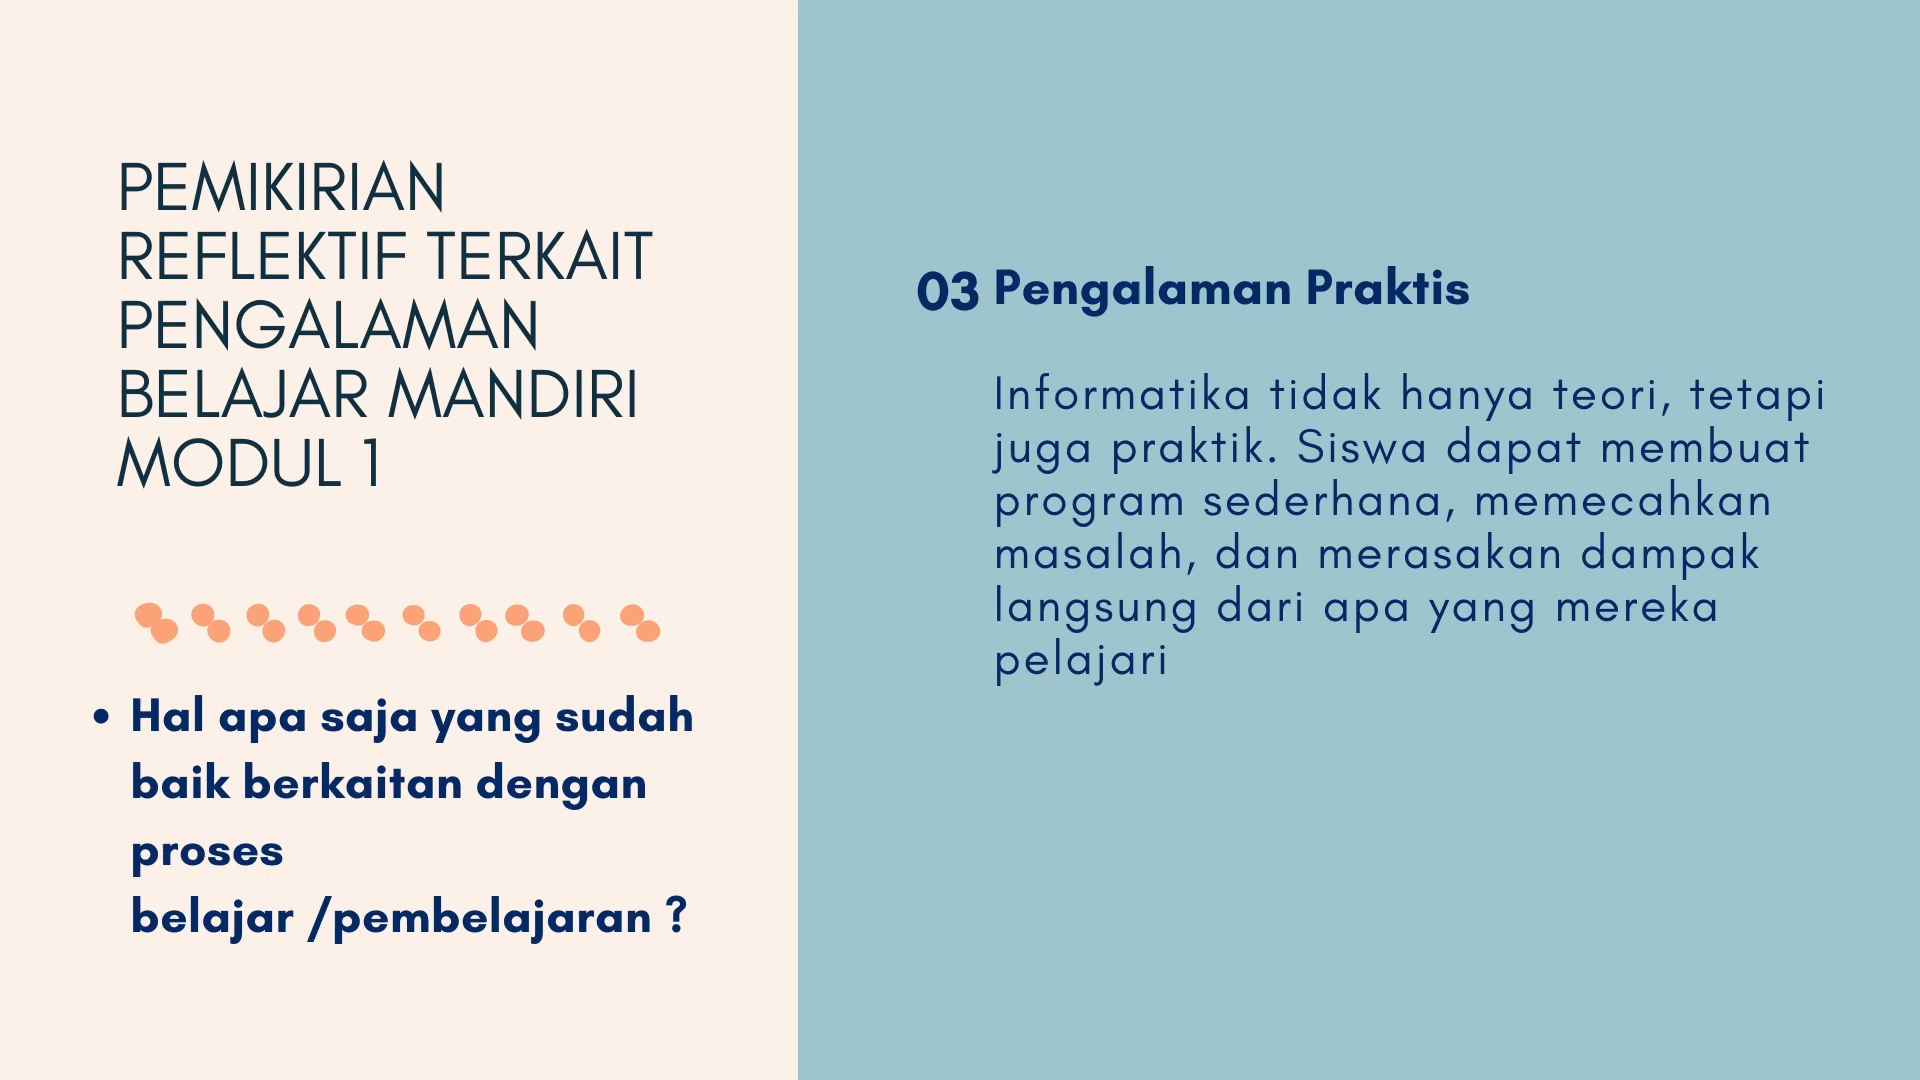 PEMIKIRIAN
REFLEKTIF TERKAIT
PENGALAMAN
BELAJAR MANDIRI
MODUL 1
• Hal apa saja yang sudah
baik berkaitan dengan
proses
belajar /pembelajaran ?
03 Pengalaman Praktis
Informatika tidak hanya teori, tetapi
juga praktik. Siswa dapat membuat
program sederhana, memecahkan
masalah, dan merasakan dampak
langsung dari apa yang mereka
pelajari